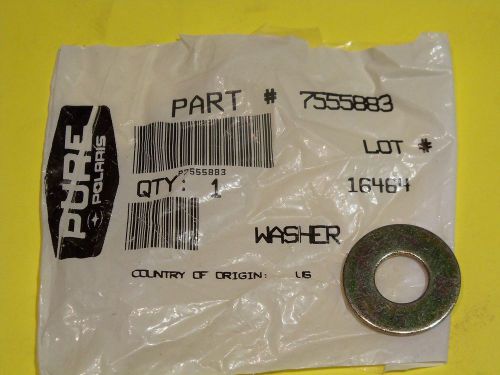 PART # 7555883
PURE
POLARIS
LOT #
P7555883
QTY: 1
16464
WASHER
COUNTRY OF ORIGIN: US